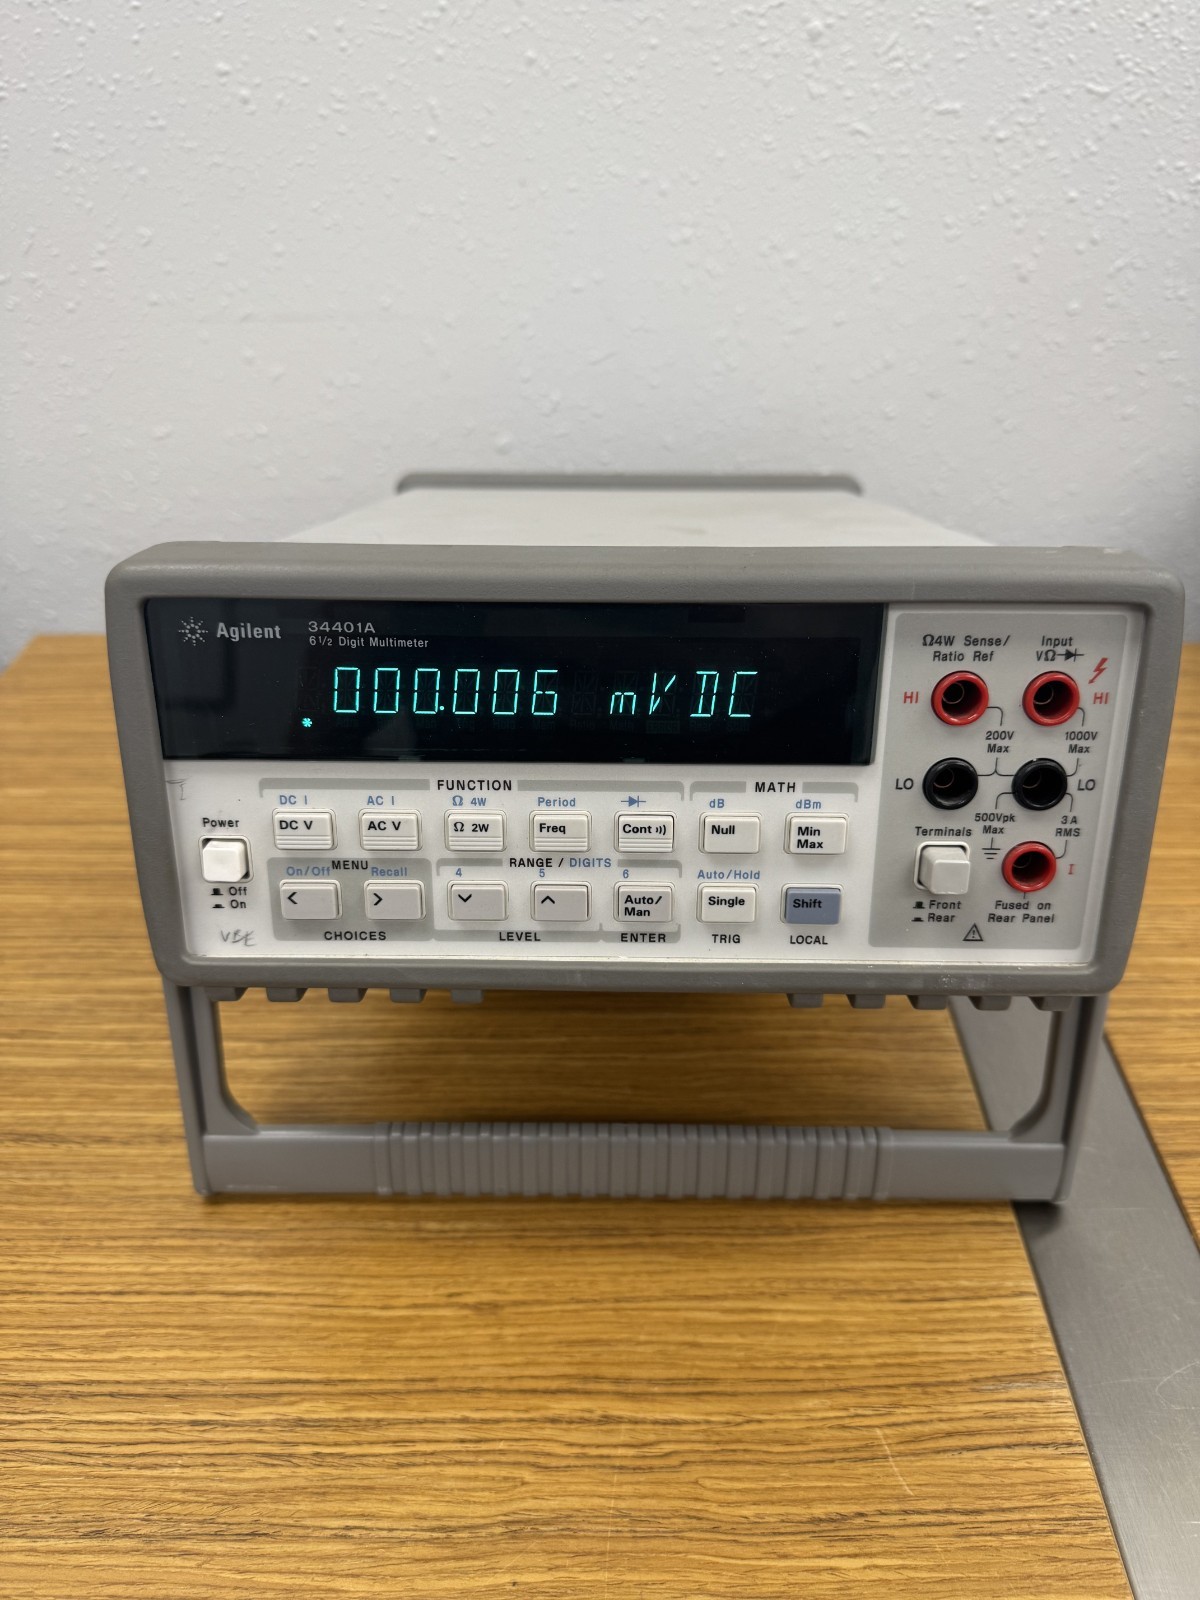 Agilent
34401A
6½ Digit Multimeter
000.006 mV DC
*
Ω4W Sense/
Ratio Ref
Input
VΩ
HI
HI
200V
Max
1000V
Max
LO
LO
500Vpk
Max
3 A
RMS
Terminals
I
Front
Rear
Fused on
Rear Panel
Power
Off
On
FUNCTION
MATH
DC I
AC I
Ω 4W
Period
dB
dBm
DC V
AC V
Ω 2W
Freq
Cont
Null
Min
Max
MENU
RANGE / DIGITS
On/Off
Recall
4
5
6
Auto/Hold
<
>
Auto/
Man
Single
Shift
CHOICES
LEVEL
ENTER
TRIG
LOCAL